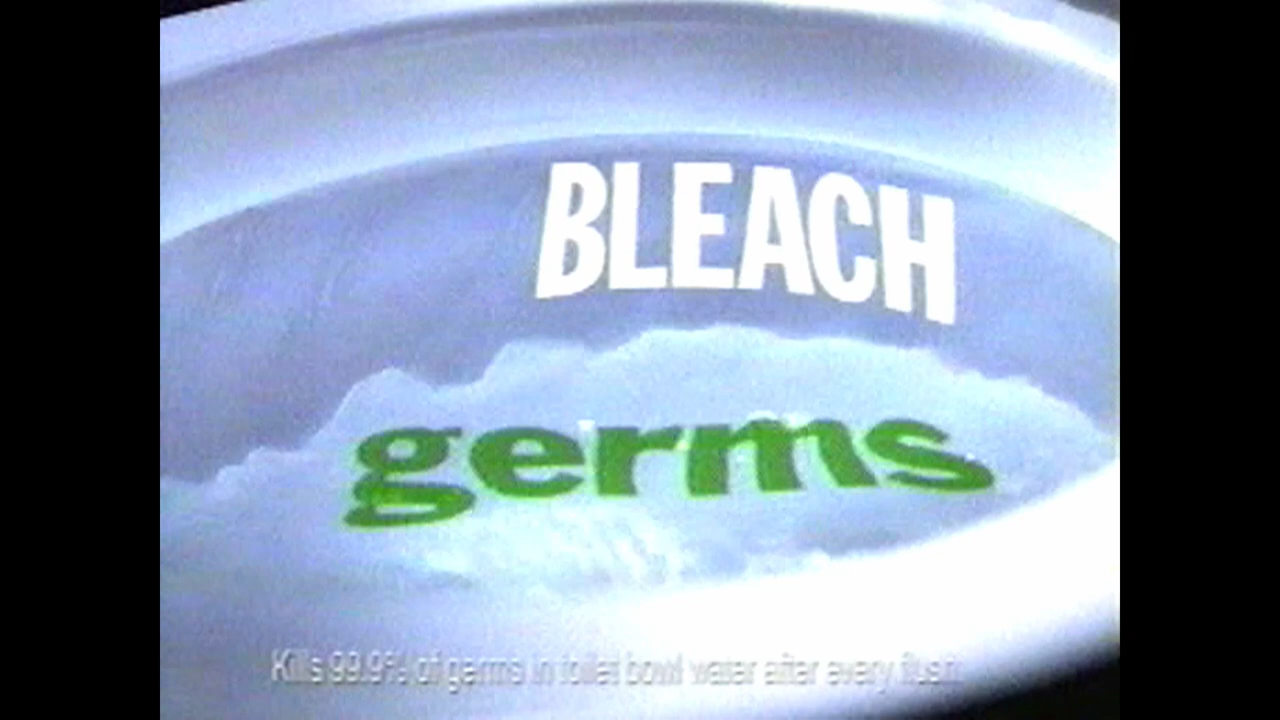 BLEACH
germs
Kills 99.9% of germs in toilet bowl water after every flush.